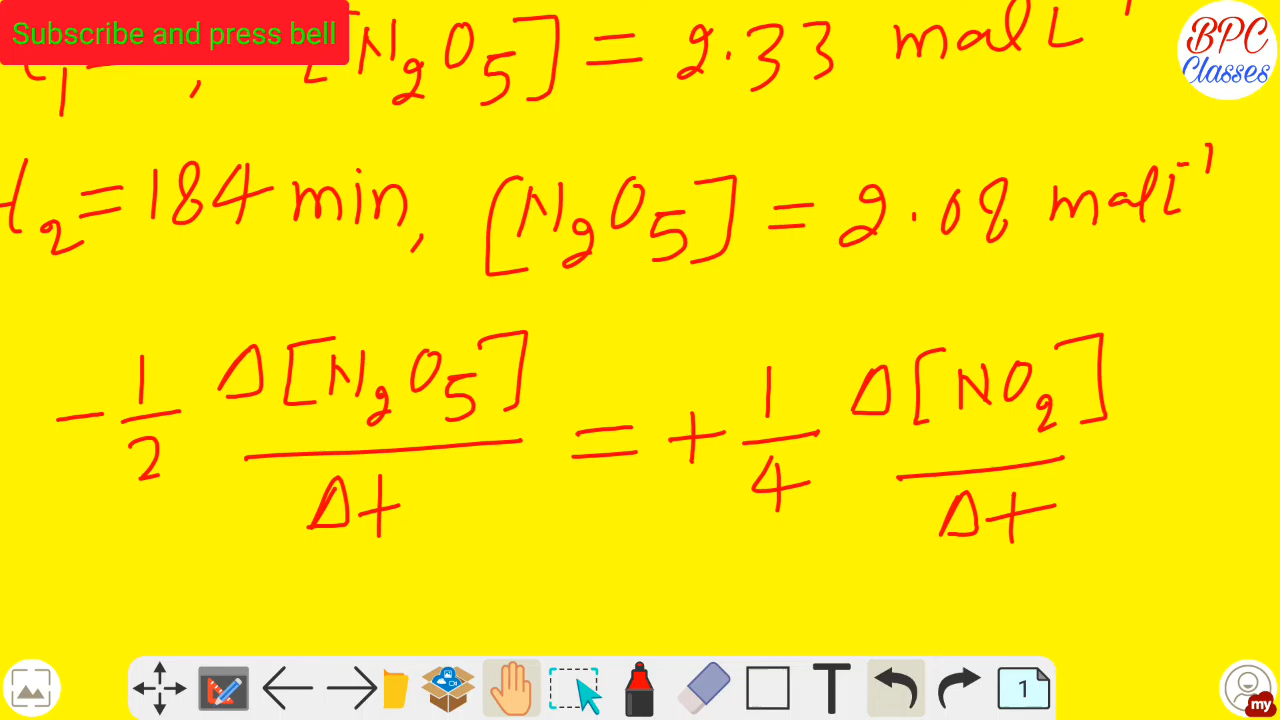 Subscribe and press bell
, [N₂O₅] = 2.33 mol L⁻¹
BPC
Classes
t₂ = 184 min, [N₂O₅] = 2.08 mol L⁻¹
- 1/2 Δ[N₂O₅]/Δt = + 1/4 Δ[NO₂]/Δt
T
1
my